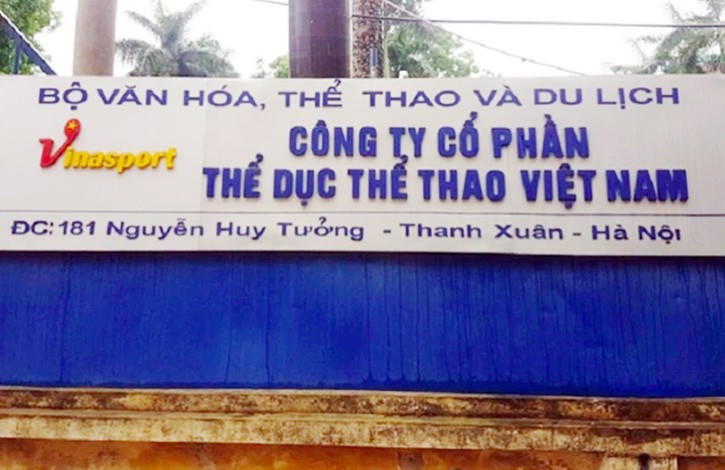 BỘ VĂN HÓA, THỂ THAO VÀ DU LỊCH
Vinasport
CÔNG TY CỔ PHẦN
THỂ DỤC THỂ THAO VIỆT NAM
ĐC: 181 Nguyễn Huy Tưởng - Thanh Xuân - Hà Nội